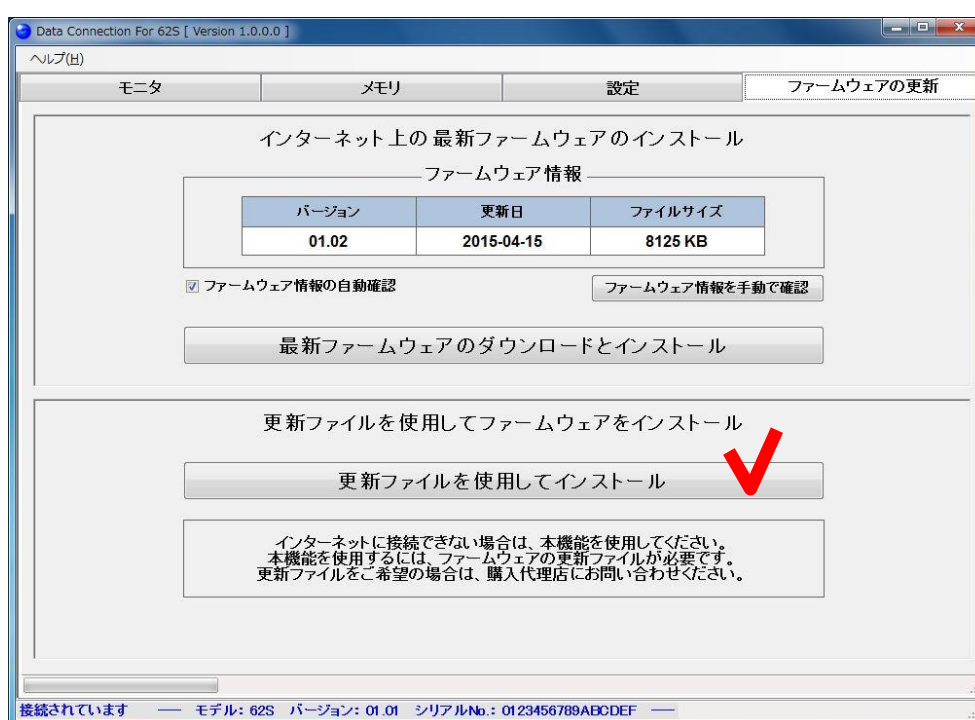 Data Connection For 62S [ Version 1.0.0.0 ]
ヘルプ(H)
モニタ メモリ 設定 ファームウェアの更新
インターネット上の最新ファームウェアのインストール
ファームウェア情報
バージョン 更新日 ファイルサイズ
01.02 2015-04-15 8125 KB
ファームウェア情報の自動確認 ファームウェア情報を手動で確認
最新ファームウェアのダウンロードとインストール
更新ファイルを使用してファームウェアをインストール
更新ファイルを使用してインストール
インターネットに接続できない場合は、本機能を使用してください。
本機能を使用するには、ファームウェアの更新ファイルが必要です。
更新ファイルをご希望の場合は、購入代理店にお問い合わせください。
接続されています ── モデル: 62S バージョン: 01.01 シリアルNo.: 0123456789ABCDEF ──